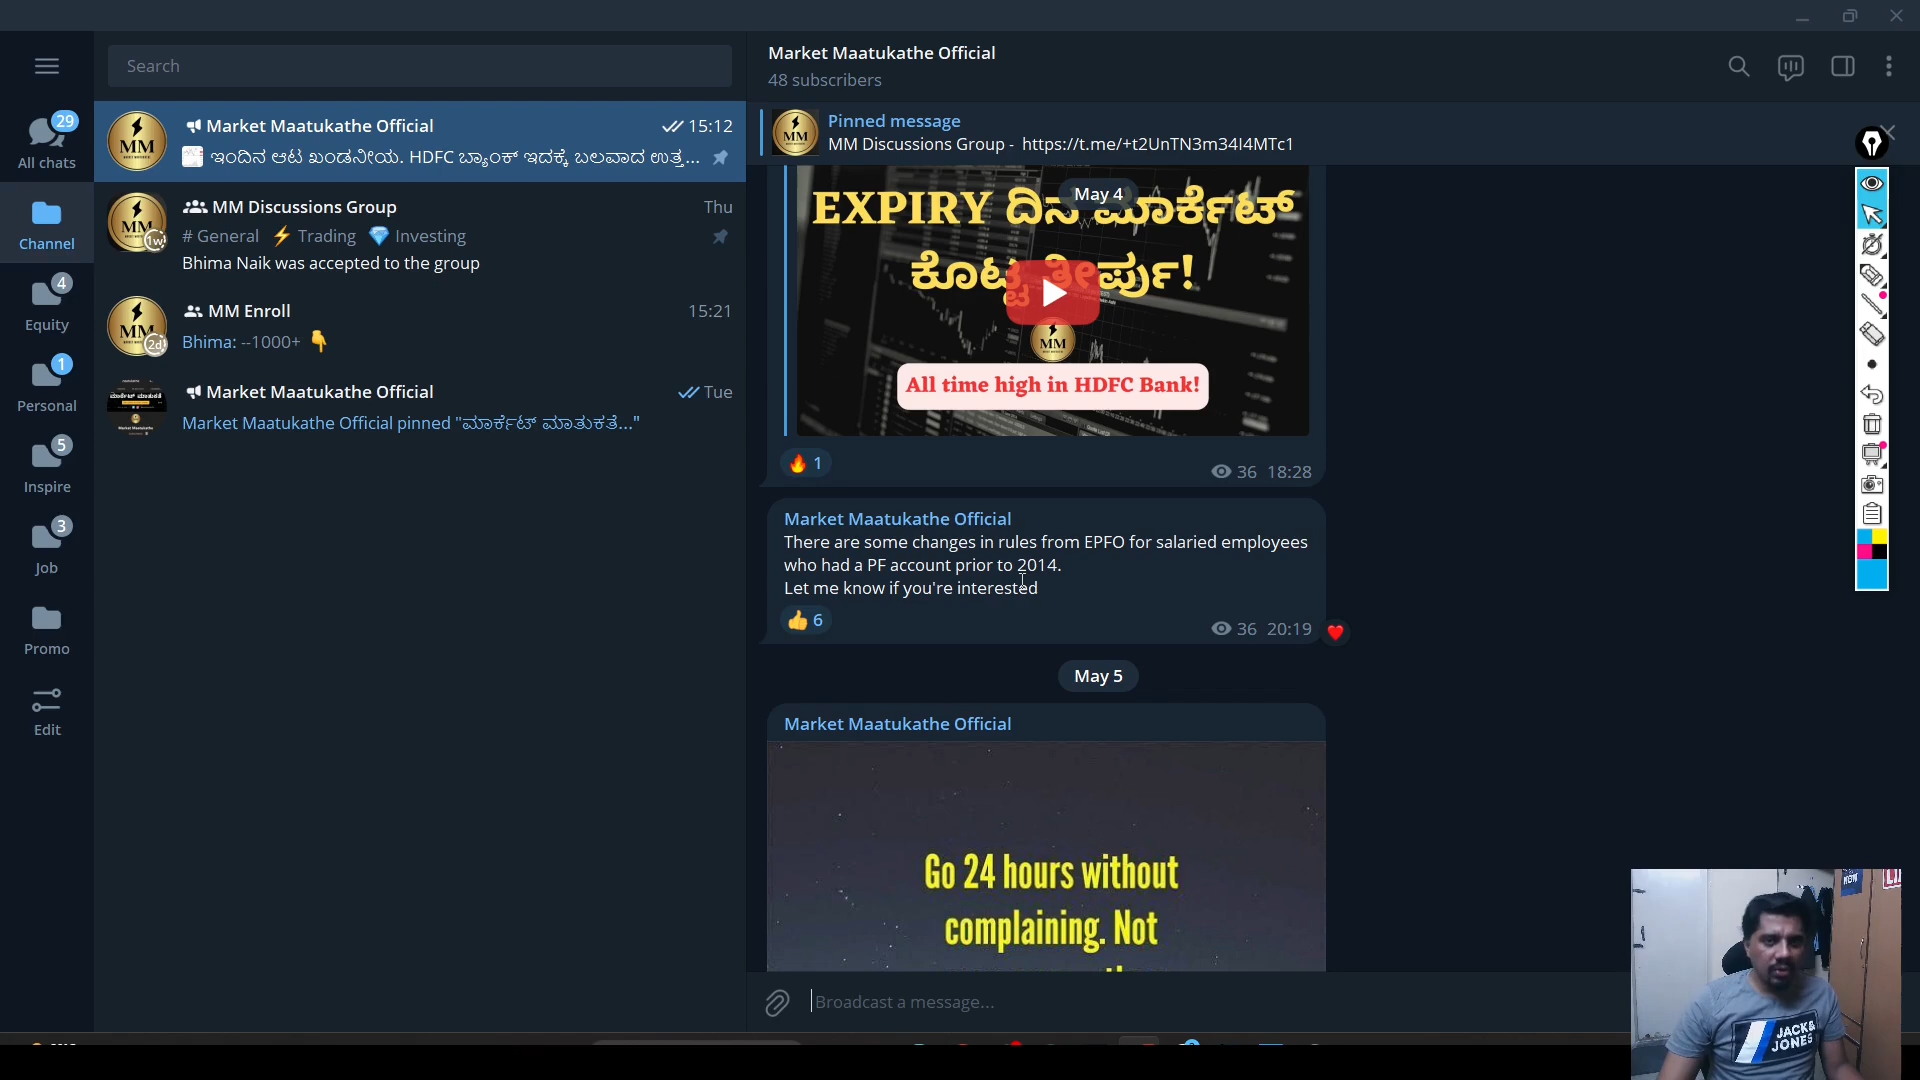 Search
29
All chats
Channel
4
Equity
1
Personal
5
Inspire
3
Job
Promo
Edit
Market Maatukathe Official
15:12
ಇಂದಿನ ಆಟ ಖಂಡನೀಯ. HDFC ಬ್ಯಾಂಕ್ ಇದಕ್ಕೆ ಬಲವಾದ ಉತ್ತ...
MM
MM Discussions Group
Thu
# General ⚡ Trading 💎 Investing
Bhima Naik was accepted to the group
MM
1w
MM Enroll
15:21
Bhima: --1000+ 👇
MM
2d
Market Maatukathe Official
Tue
Market Maatukathe Official pinned "ಮಾರ್ಕೆಟ್ ಮಾತುಕತೆ..."
Market Maatukathe Official
48 subscribers
MM
Pinned message
MM Discussions Group - https://t.me/+t2UnTN3m34I4MTc1
May 4
EXPIRY ದಿನ ಮಾರ್ಕೆಟ್
ಕೊಟ್ಟ ತೀರ್ಪು!
MM
All time high in HDFC Bank!
🔥 1
36 18:28
Market Maatukathe Official
There are some changes in rules from EPFO for salaried employees
who had a PF account prior to 2014.
Let me know if you're interested
👍 6
36 20:19
May 5
Market Maatukathe Official
Go 24 hours without
complaining. Not
Broadcast a message...
JACK&
JONES